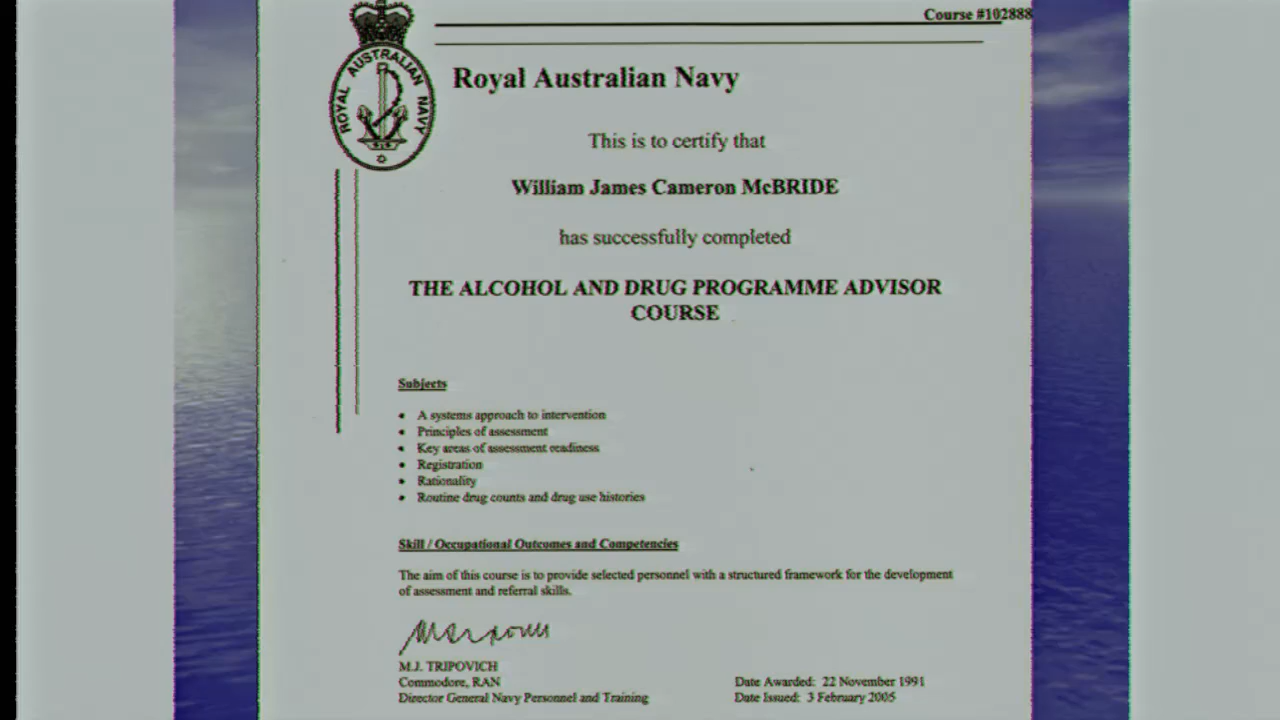 Course #102888
ROYAL AUSTRALIAN NAVY
Royal Australian Navy
This is to certify that
William James Cameron McBRIDE
has successfully completed
THE ALCOHOL AND DRUG PROGRAMME ADVISOR
COURSE
Subjects
• A systems approach to intervention
• Principles of assessment
• Key areas of assessment readiness
• Registration
• Rationality
• Routine drug counts and drug use histories
Skill / Occupational Outcomes and Competencies
The aim of this course is to provide selected personnel with a structured framework for the development
of assessment and referral skills.
M.J. TRIPOVICH
Commodore, RAN
Director General Navy Personnel and Training
Date Awarded: 22 November 1991
Date Issued: 3 February 2005